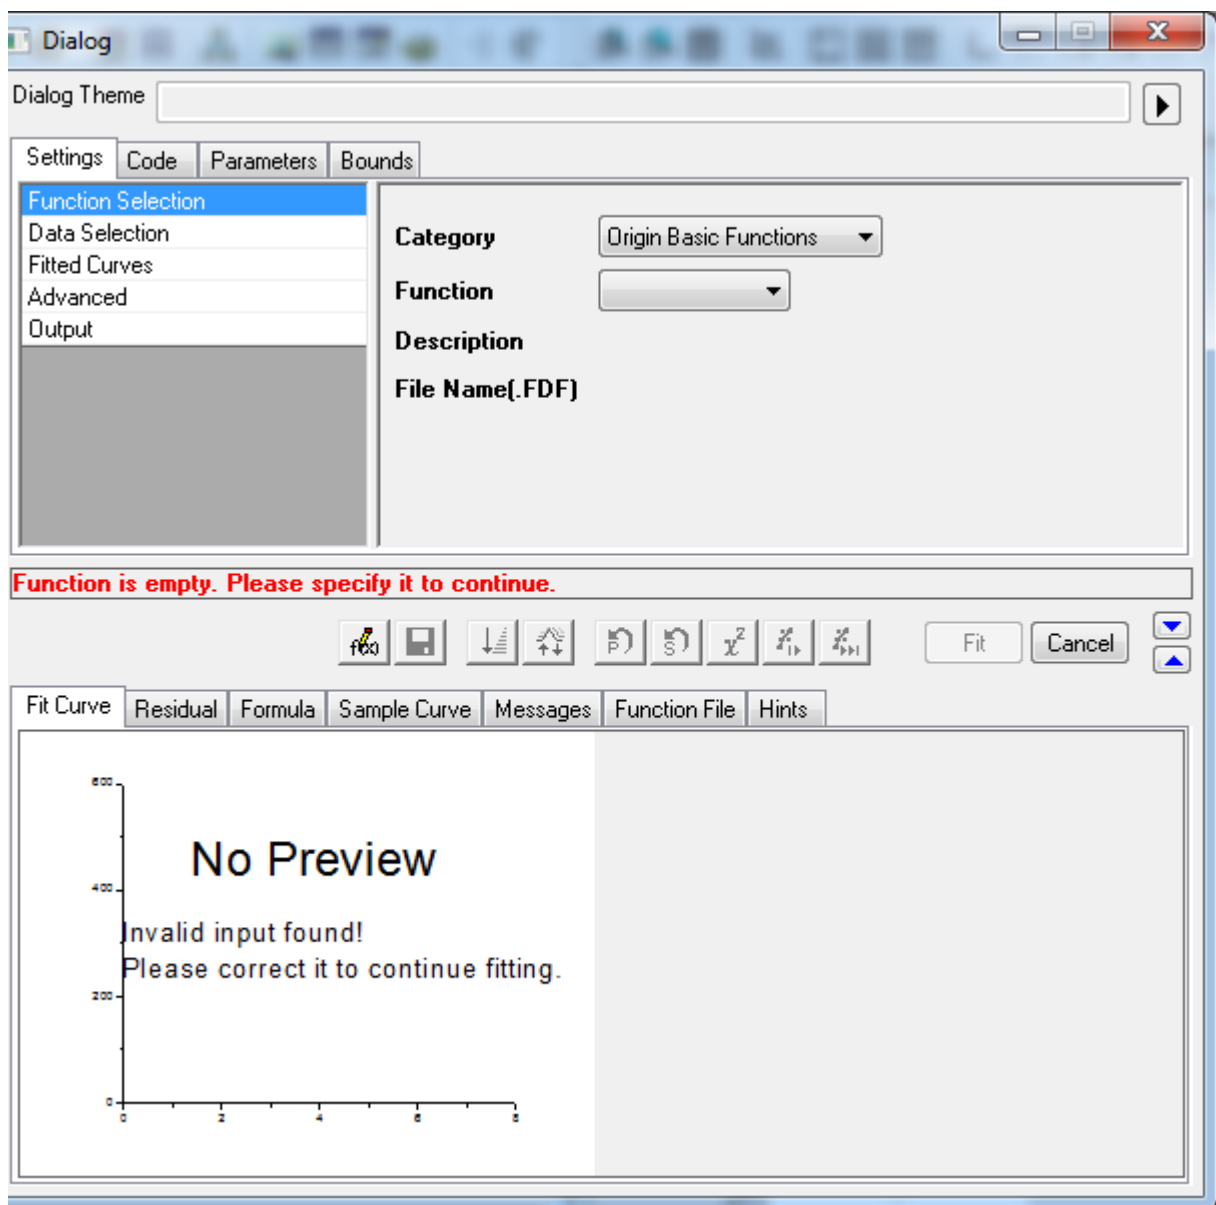 Dialog
Dialog Theme
Settings Code Parameters Bounds
Function Selection
Data Selection
Fitted Curves
Advanced
Output
Category Origin Basic Functions
Function
Description
File Name(.FDF)
Function is empty. Please specify it to continue.
f(x) P S χ² Fit Cancel
Fit Curve Residual Formula Sample Curve Messages Function File Hints
600
No Preview
400
Invalid input found!
Please correct it to continue fitting.
200
0
0 2 4 6 8